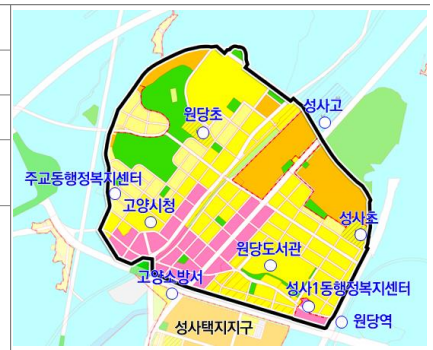 성사고
원당초
주교동행정복지센터
고양시청
성사초
원당도서관
고양소방서
성사1동행정복지센터
원당역
성사택지지구